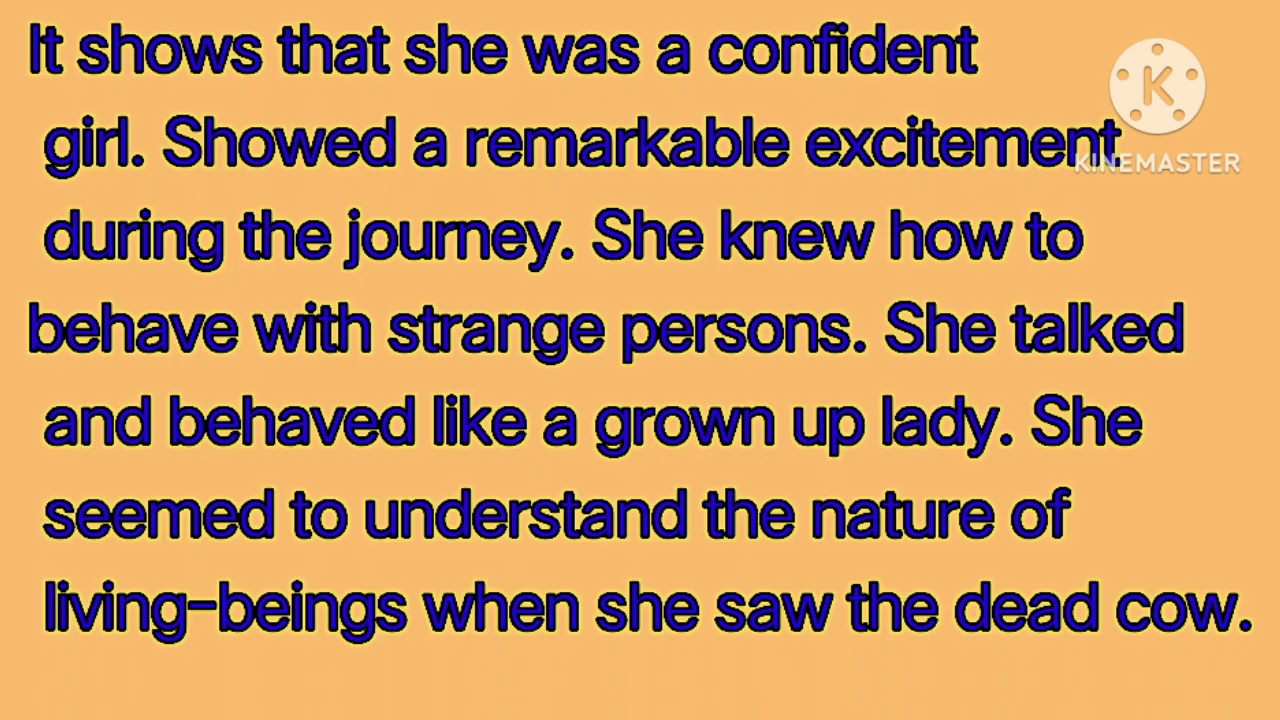 It shows that she was a confident
girl. Showed a remarkable excitement
during the journey. She knew how to
behave with strange persons. She talked
and behaved like a grown up lady. She
seemed to understand the nature of
living-beings when she saw the dead cow.
K
KINEMASTER